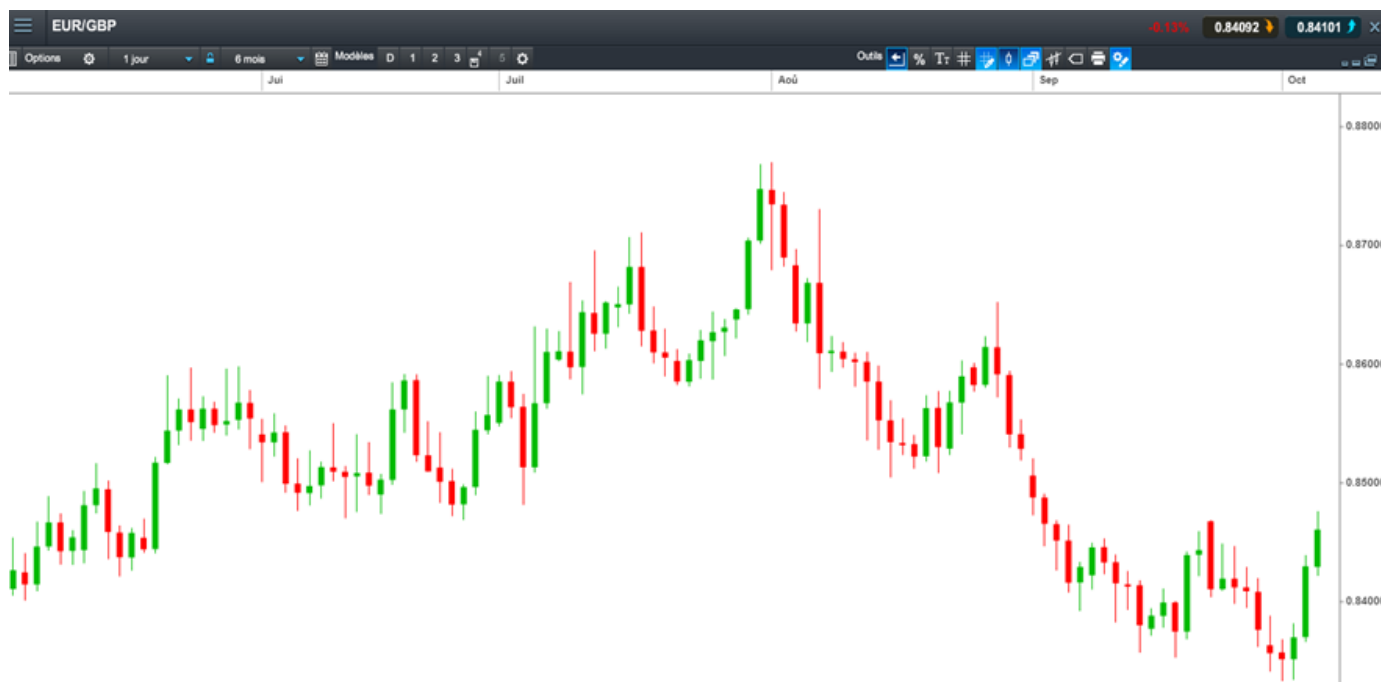 EUR/GBP -0.13% 0.84092 0.84101
Options 1 jour 6 mois Modèles D 1 2 3 4 5 Outils % TT
Jui Juil Aoû Sep Oct
0.88000
0.87000
0.86000
0.85000
0.84000